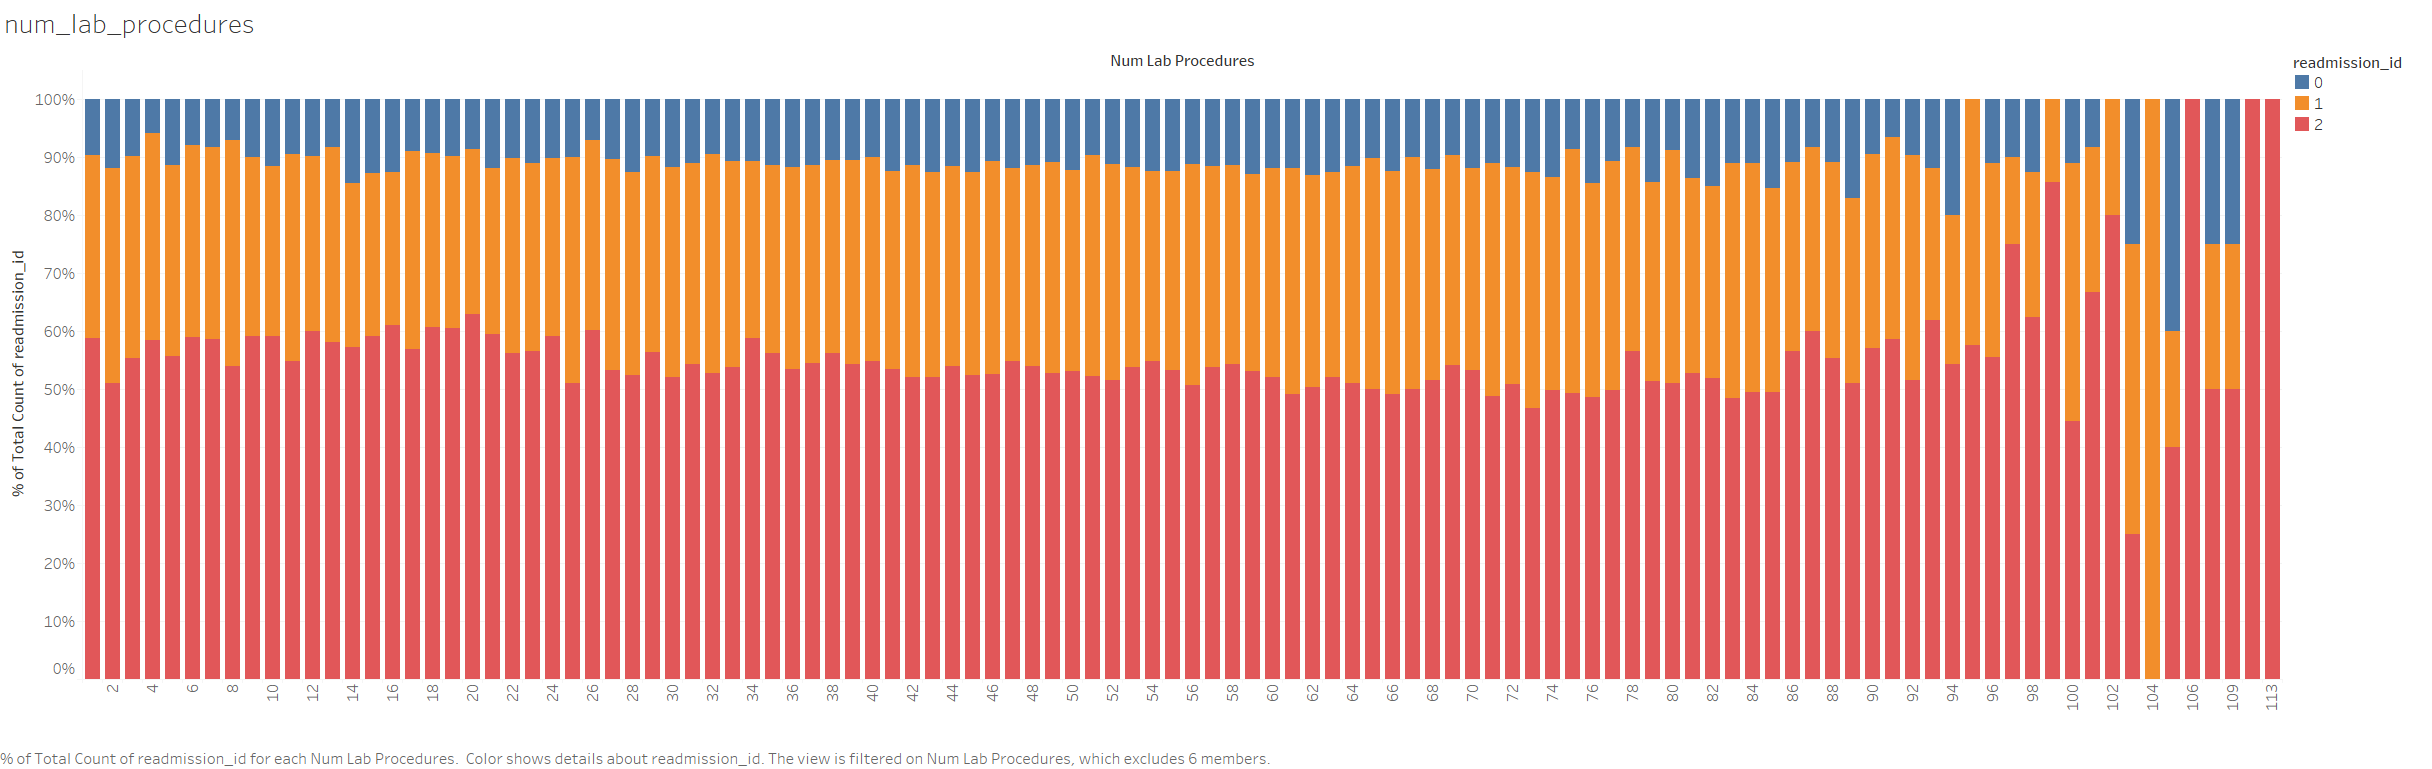 num_lab_procedures
Num Lab Procedures
readmission_id
0
1
2
% of Total Count of readmission_id
100%
90%
80%
70%
60%
50%
40%
30%
20%
10%
0%
2 4 6 8 10 12 14 16 18 20 22 24 26 28 30 32 34 36 38 40 42 44 46 48 50 52 54 56 58 60 62 64 66 68 70 72 74 76 78 80 82 84 86 88 90 92 94 96 98 100 102 104 106 109 113
% of Total Count of readmission_id for each Num Lab Procedures. Color shows details about readmission_id. The view is filtered on Num Lab Procedures, which excludes 6 members.